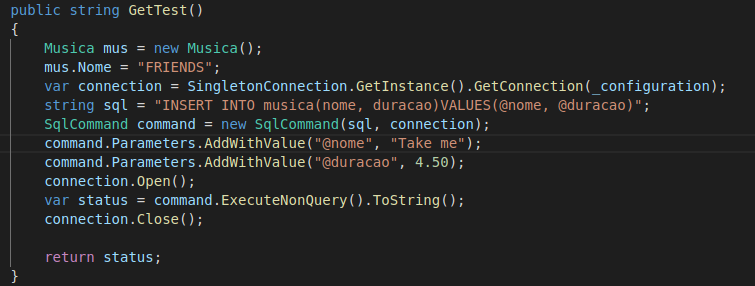 public string GetTest()
{
Musica mus = new Musica();
mus.Nome = "FRIENDS";
var connection = SingletonConnection.GetInstance().GetConnection(_configuration);
string sql = "INSERT INTO musica(nome, duracao)VALUES(@nome, @duracao)";
SqlCommand command = new SqlCommand(sql, connection);
command.Parameters.AddWithValue("@nome", "Take me");
command.Parameters.AddWithValue("@duracao", 4.50);
connection.Open();
var status = command.ExecuteNonQuery().ToString();
connection.Close();
return status;
}